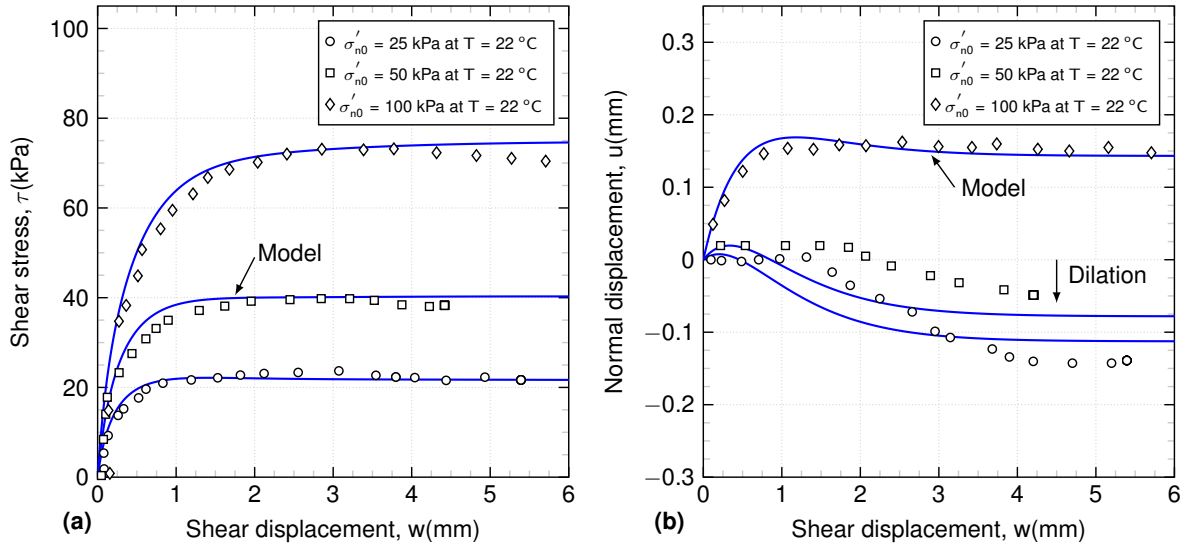 σ′n0 = 25 kPa at T = 22 °C
σ′n0 = 50 kPa at T = 22 °C
σ′n0 = 100 kPa at T = 22 °C
100
80
60
40
20
0
Shear stress, τ(kPa)
Model
0 1 2 3 4 5 6
(a)
Shear displacement, w(mm)
σ′n0 = 25 kPa at T = 22 °C
σ′n0 = 50 kPa at T = 22 °C
σ′n0 = 100 kPa at T = 22 °C
0.3
0.2
0.1
0
−0.1
−0.2
−0.3
Normal displacement, u(mm)
Model
Dilation
0 1 2 3 4 5 6
(b)
Shear displacement, w(mm)